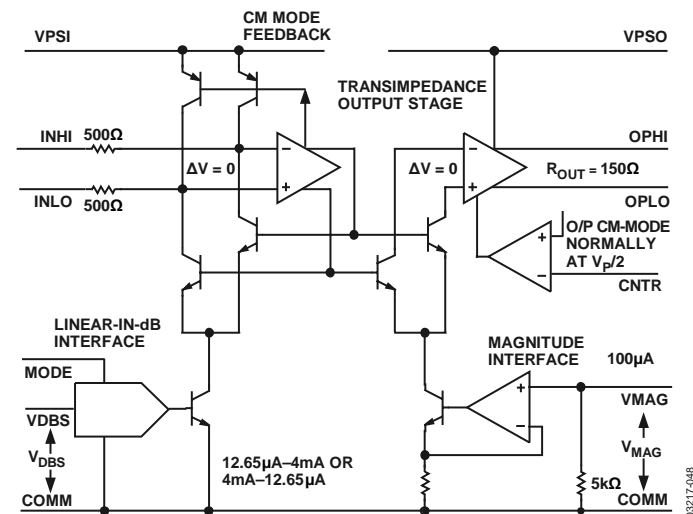 CM MODE
FEEDBACK
VPSI
VPSO
TRANSIMPEDANCE
OUTPUT STAGE
INHI 500Ω
ΔV = 0
ΔV = 0
OPHI
ROUT = 150Ω
INLO 500Ω
OPLO
O/P CM-MODE
NORMALLY
AT VP/2
CNTR
LINEAR-IN-dB
INTERFACE
MAGNITUDE
INTERFACE
100µA
MODE
VMAG
VDBS
VDBS
VMAG
12.65µA–4mA OR
4mA–12.65µA
5kΩ
COMM
COMM
03217-048
− +
− +
+ −
+ −